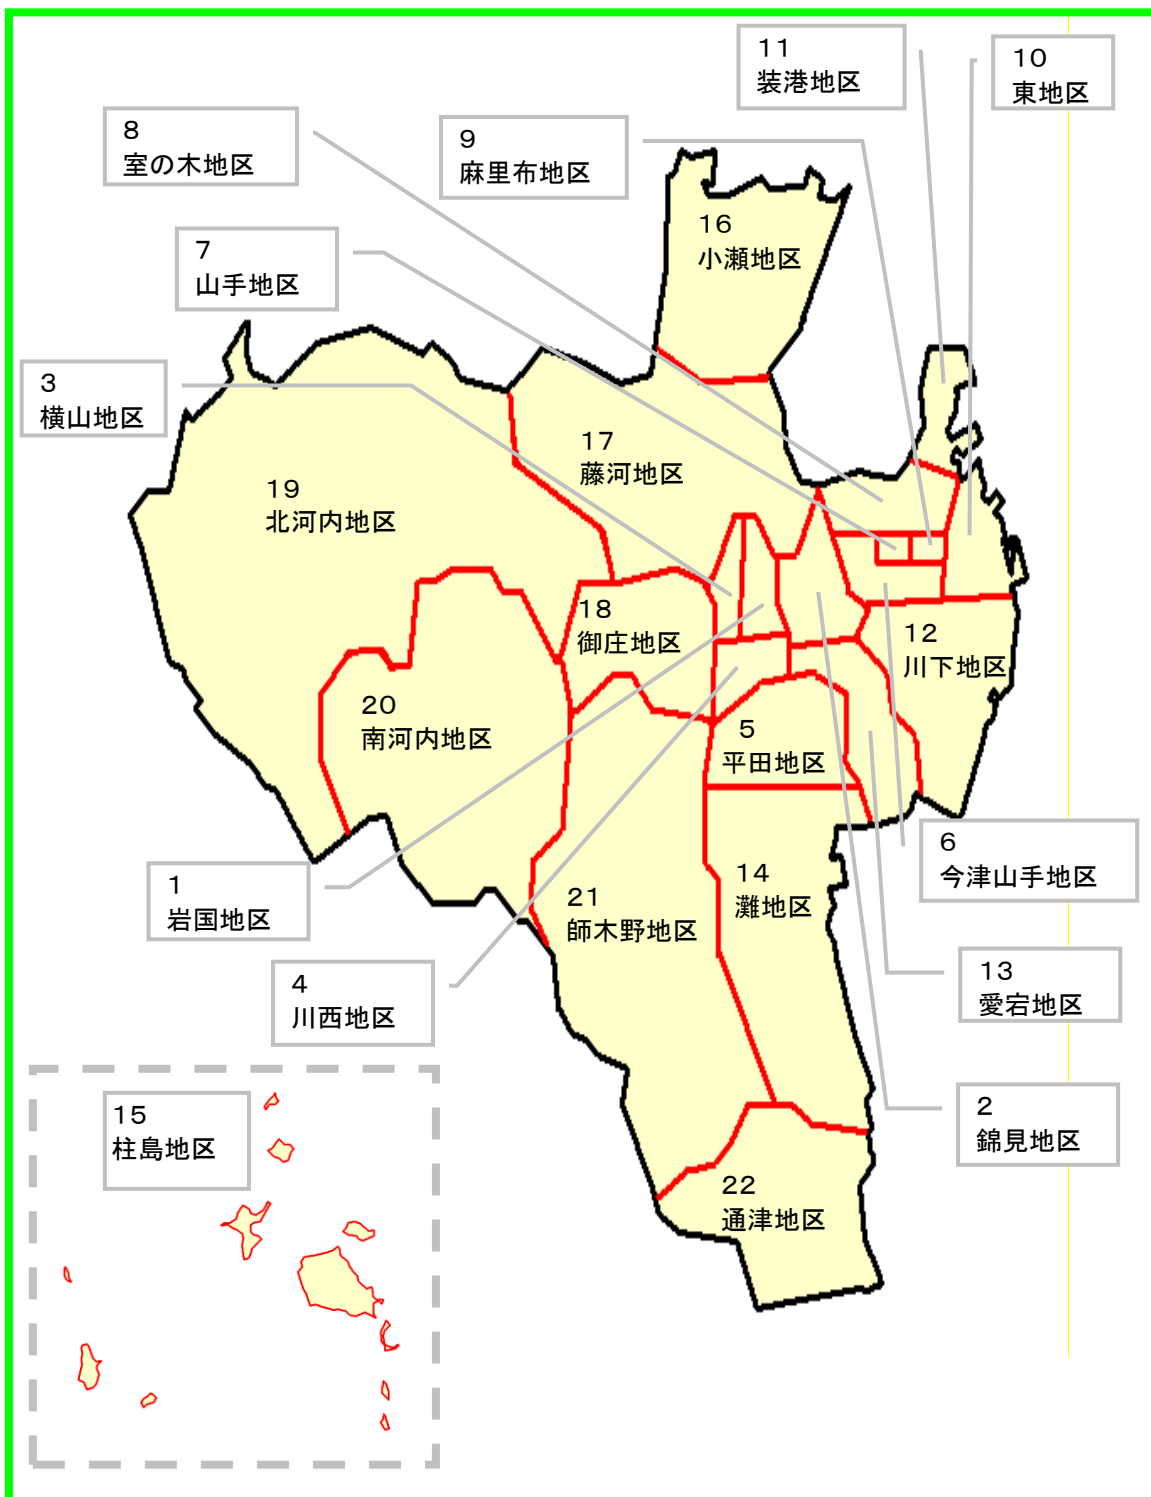 11
装港地区
10
東地区
8
室の木地区
9
麻里布地区
16
小瀬地区
7
山手地区
3
横山地区
17
藤河地区
19
北河内地区
18
御庄地区
12
川下地区
20
南河内地区
5
平田地区
6
今津山手地区
14
灘地区
1
岩国地区
21
師木野地区
4
川西地区
13
愛宕地区
2
錦見地区
15
柱島地区
22
通津地区